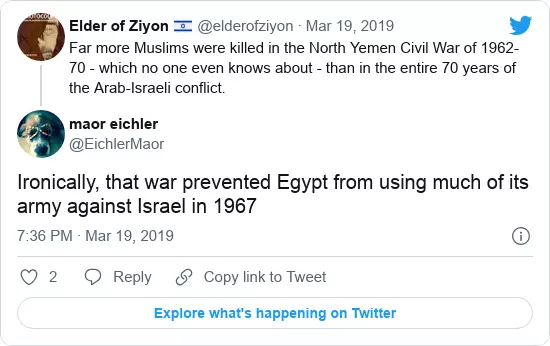 Elder of Ziyon 🇮🇱 @elderofziyon · Mar 19, 2019
Far more Muslims were killed in the North Yemen Civil War of 1962-
70 - which no one even knows about - than in the entire 70 years of
the Arab-Israeli conflict.
maor eichler
@EichlerMaor
Ironically, that war prevented Egypt from using much of its
army against Israel in 1967
7:36 PM · Mar 19, 2019
2 Reply Copy link to Tweet
Explore what's happening on Twitter